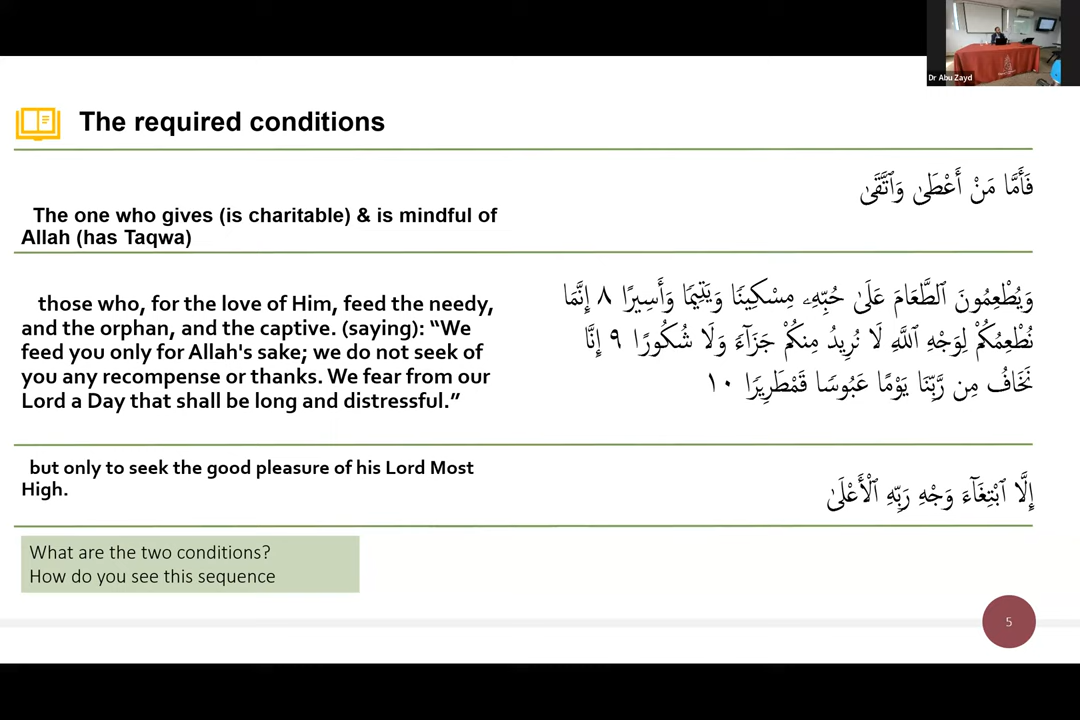 Dr Abu Zayd
The required conditions
فَأَمَّا مَنْ أَعْطَىٰ وَٱتَّقَىٰ
The one who gives (is charitable) & is mindful of
Allah (has Taqwa)
those who, for the love of Him, feed the needy,
and the orphan, and the captive. (saying): “We
feed you only for Allah's sake; we do not seek of
you any recompense or thanks. We fear from our
Lord a Day that shall be long and distressful.”
وَيُطْعِمُونَ ٱلطَّعَامَ عَلَىٰ حُبِّهِۦ مِسْكِينًا وَيَتِيمًا وَأَسِيرًا ٨ إِنَّمَا
نُطْعِمُكُمْ لِوَجْهِ ٱللَّهِ لَا نُرِيدُ مِنكُمْ جَزَآءً وَلَا شُكُورًا ٩ إِنَّا
نَخَافُ مِن رَّبِّنَا يَوْمًا عَبُوسًا قَمْطَرِيرًا ١٠
but only to seek the good pleasure of his Lord Most
High.
إِلَّا ٱبْتِغَآءَ وَجْهِ رَبِّهِ ٱلْأَعْلَىٰ
What are the two conditions?
How do you see this sequence
5